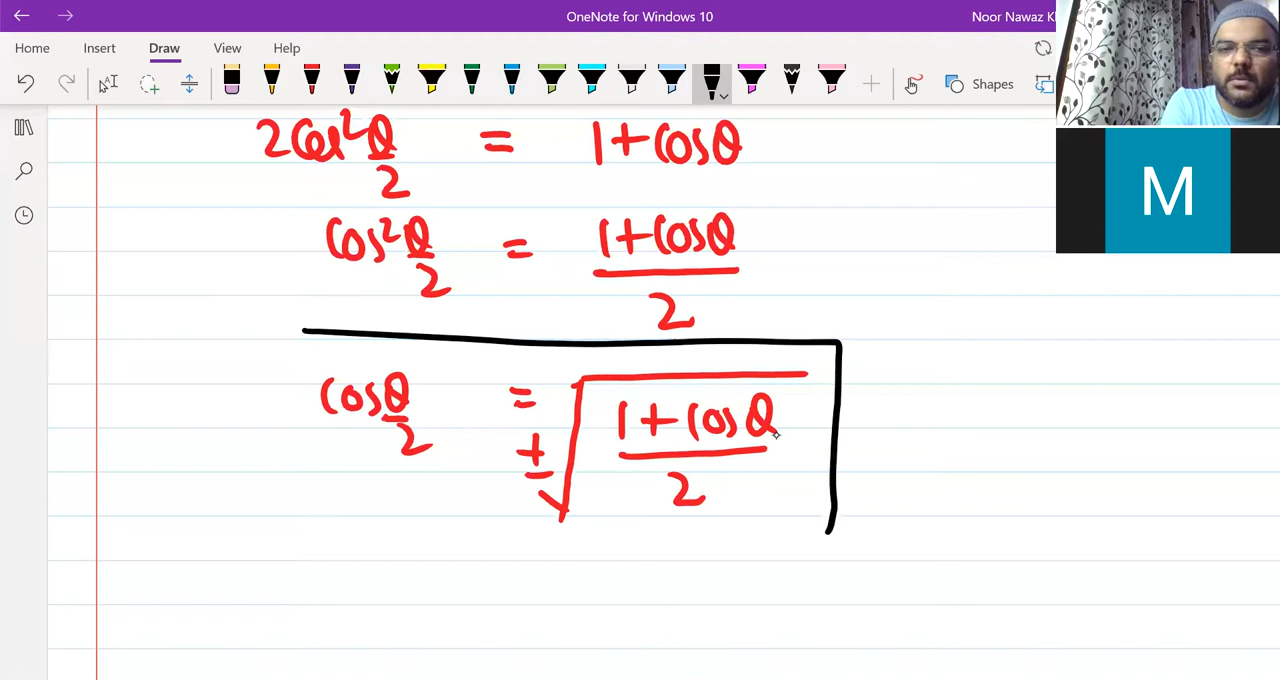 OneNote for Windows 10
Noor Nawaz Kh
Home Insert Draw View Help
Shapes
M
2cos²θ/2 = 1+cosθ
cos²θ/2 = 1+cosθ/2
cosθ/2 = ±√(1+cosθ/2)